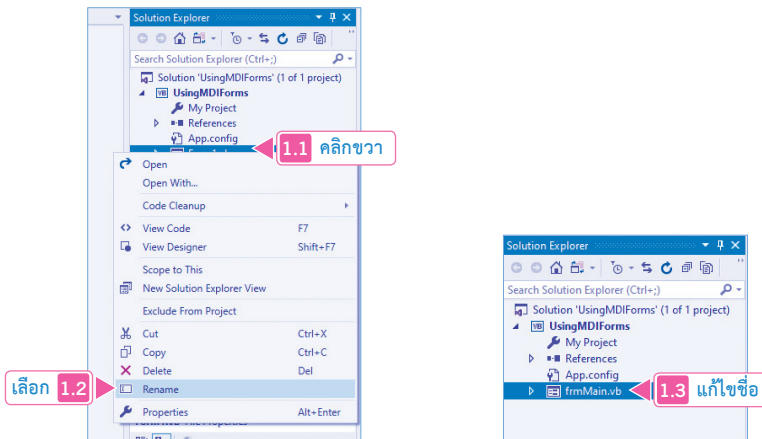 Solution Explorer
Search Solution Explorer (Ctrl+;)
Solution 'UsingMDIForms' (1 of 1 project)
VB UsingMDIForms
My Project
References
App.config
1.1 คลิกขวา
Open
Open With...
Code Cleanup
View Code F7
View Designer Shift+F7
Scope to This
New Solution Explorer View
Exclude From Project
Cut Ctrl+X
Copy Ctrl+C
Delete Del
เลือก 1.2 Rename
Properties Alt+Enter
Solution Explorer
Search Solution Explorer (Ctrl+;)
Solution 'UsingMDIForms' (1 of 1 project)
VB UsingMDIForms
My Project
References
App.config
frmMain.vb 1.3 แก้ไขชื่อ